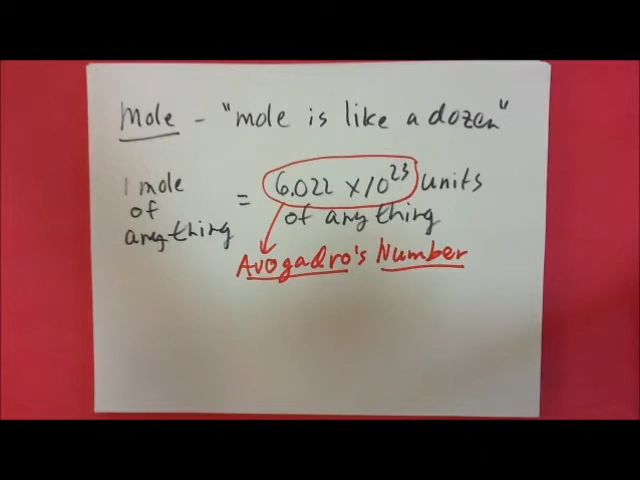 Mole - "mole is like a dozen"
1 mole
of
anything
= 6.022 x 10^23 units
of anything
Avogadro's Number